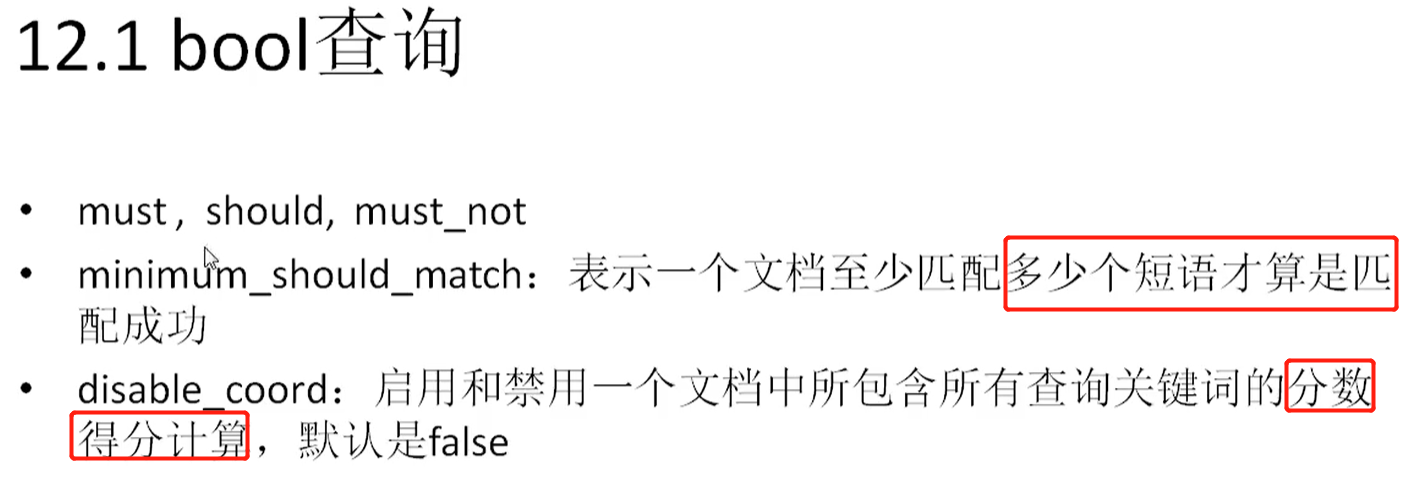 12.1 bool查询
• must , should, must_not
• minimum_should_match：表示一个文档至少匹配多少个短语才算是匹
配成功
• disable_coord：启用和禁用一个文档中所包含所有查询关键词的分数
得分计算，默认是false